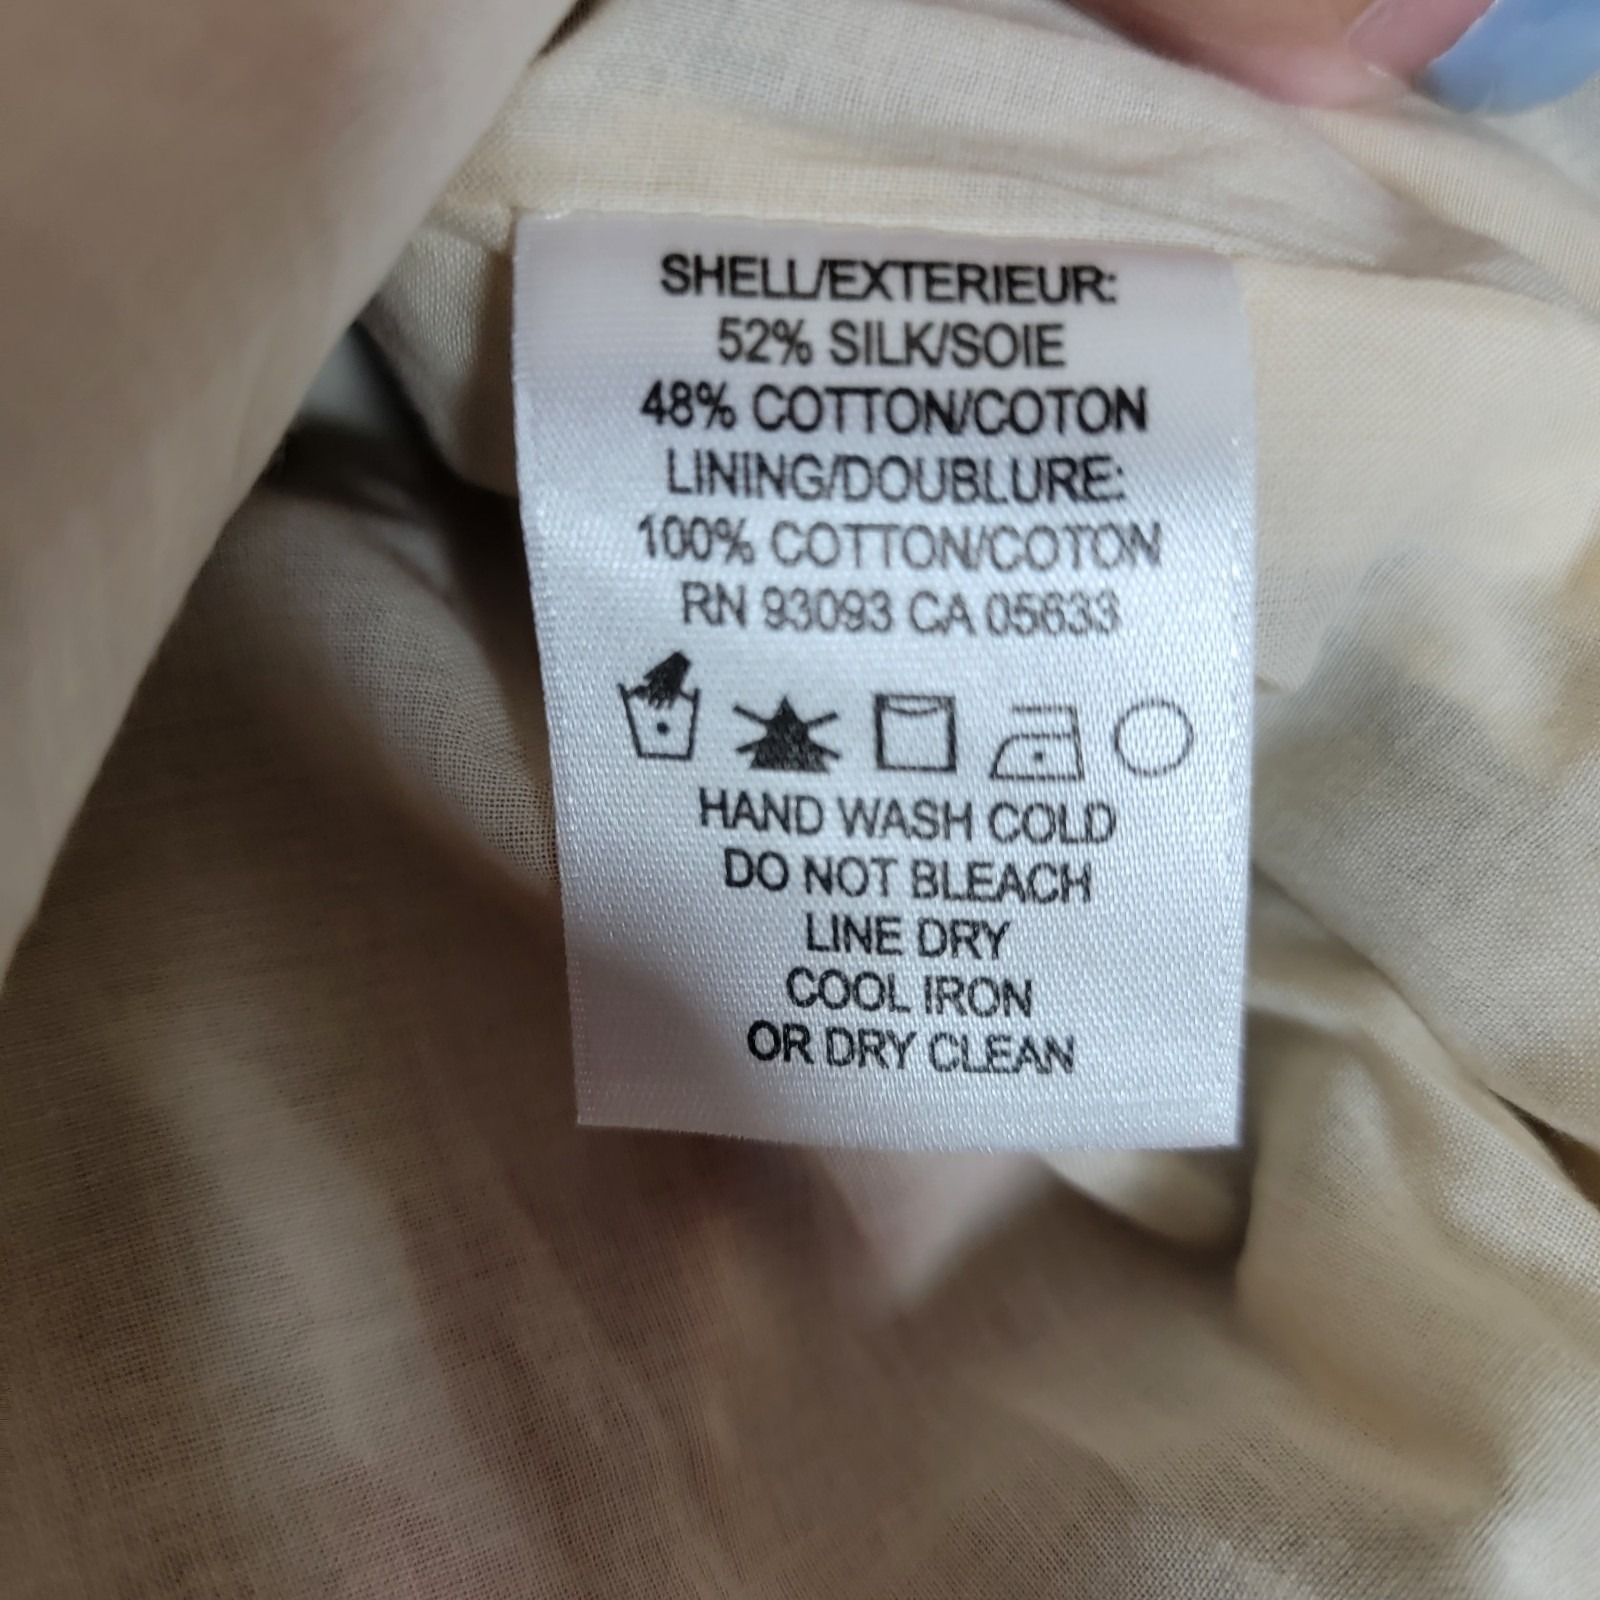 SHELL/EXTERIEUR:
52% SILK/SOIE
48% COTTON/COTON
LINING/DOUBLURE:
100% COTTON/COTON
RN 93093 CA 05633
HAND WASH COLD
DO NOT BLEACH
LINE DRY
COOL IRON
OR DRY CLEAN